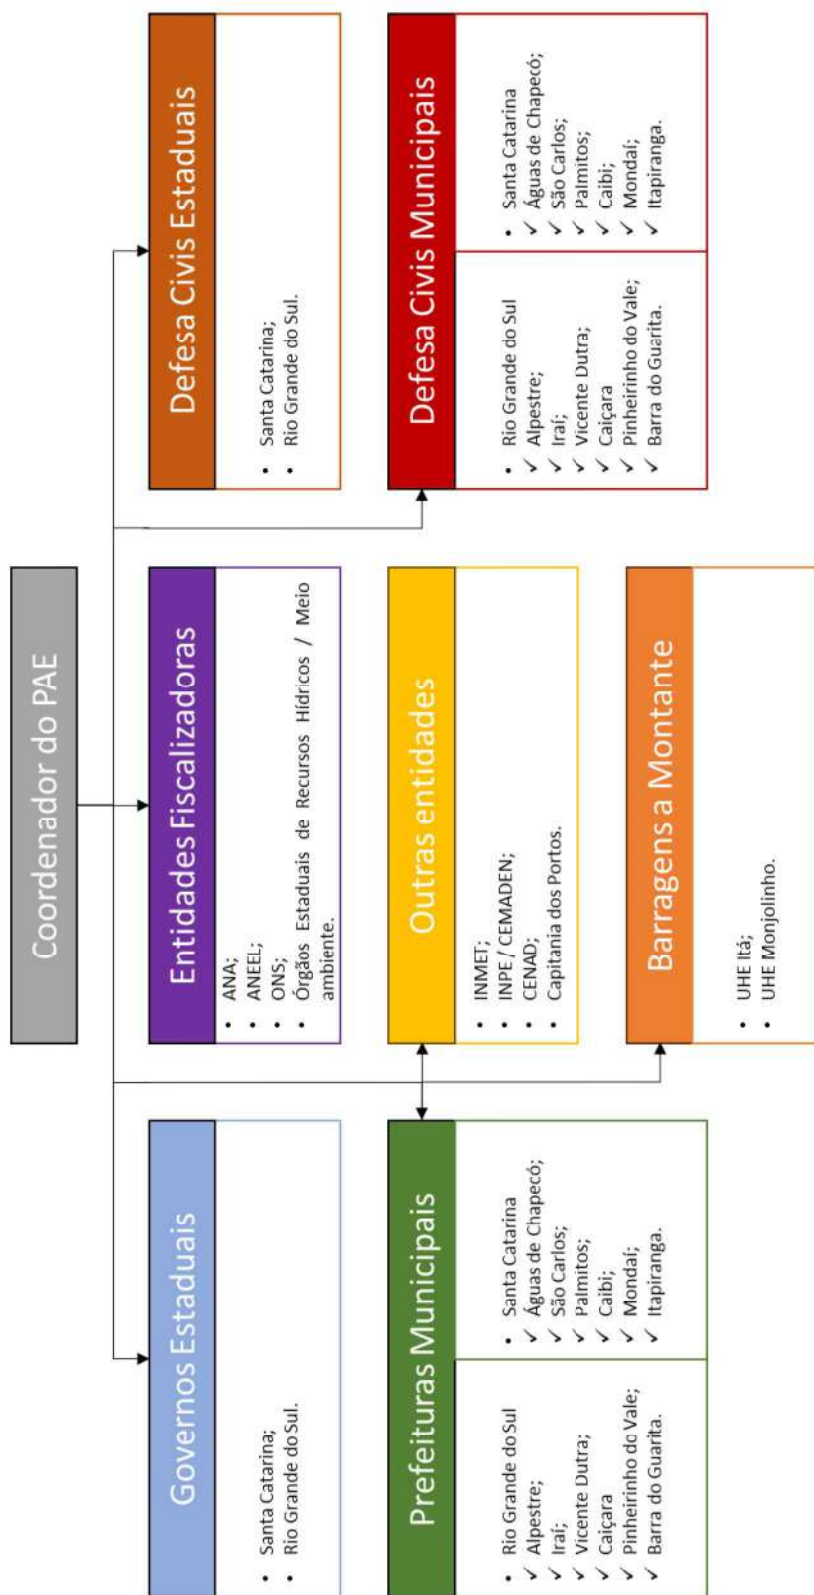 Coordenador do PAE
Governos Estaduais
• Santa Catarina;
• Rio Grande do Sul.
Entidades Fiscalizadoras
• ANA;
• ANEEL;
• ONS;
• Órgãos Estaduais de Recursos Hídricos / Meio
ambiente.
Defesa Civis Estaduais
• Santa Catarina;
• Rio Grande do Sul.
Prefeituras Municipais
• Rio Grande do Sul
✓ Alpestre;
✓ Iraí;
✓ Vicente Dutra;
✓ Caiçara
✓ Pinheirinho do Vale;
✓ Barra do Guarita.
• Santa Catarina
✓ Águas de Chapecó;
✓ São Carlos;
✓ Palmitos;
✓ Caibi;
✓ Mondaí;
✓ Itapiranga.
Outras entidades
• INMET;
• INPE / CEMADEN;
• CENAD;
• Capitania dos Portos.
Defesa Civis Municipais
• Rio Grande do Sul
✓ Alpestre;
✓ Iraí;
✓ Vicente Dutra;
✓ Caiçara
✓ Pinheirinho do Vale;
✓ Barra do Guarita.
• Santa Catarina
✓ Águas de Chapecó;
✓ São Carlos;
✓ Palmitos;
✓ Caibi;
✓ Mondaí;
✓ Itapiranga.
Barragens a Montante
• UHE Itá;
• UHE Monjolinho.